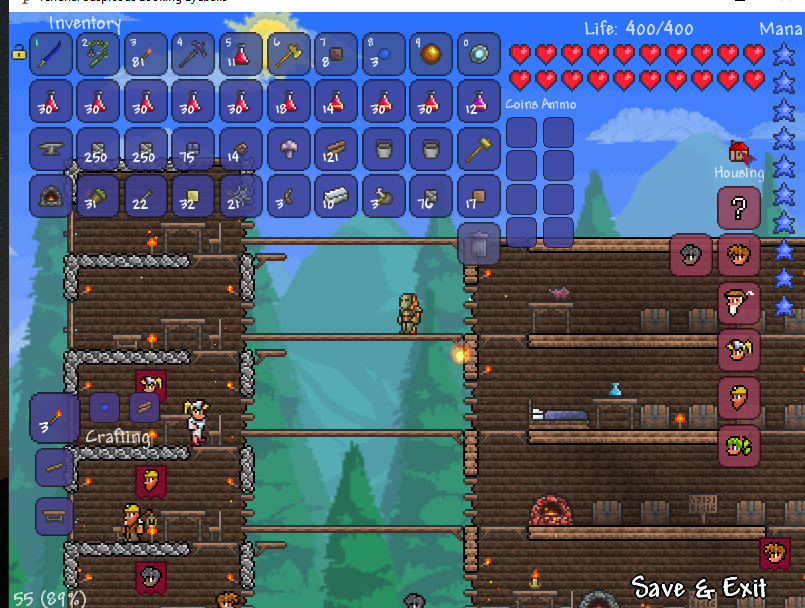 Inventory
Life: 400/400
Mana
1 2 3 4 5 6 7 8 9 0
81 11 8 3
30 30 30 30 30 18 14 30 30 12
Coins Ammo
250 250 75 14 121
Housing
31 22 32 21 3 10 3 76 17
?
3
Crafting
55 (89%)
Save & Exit